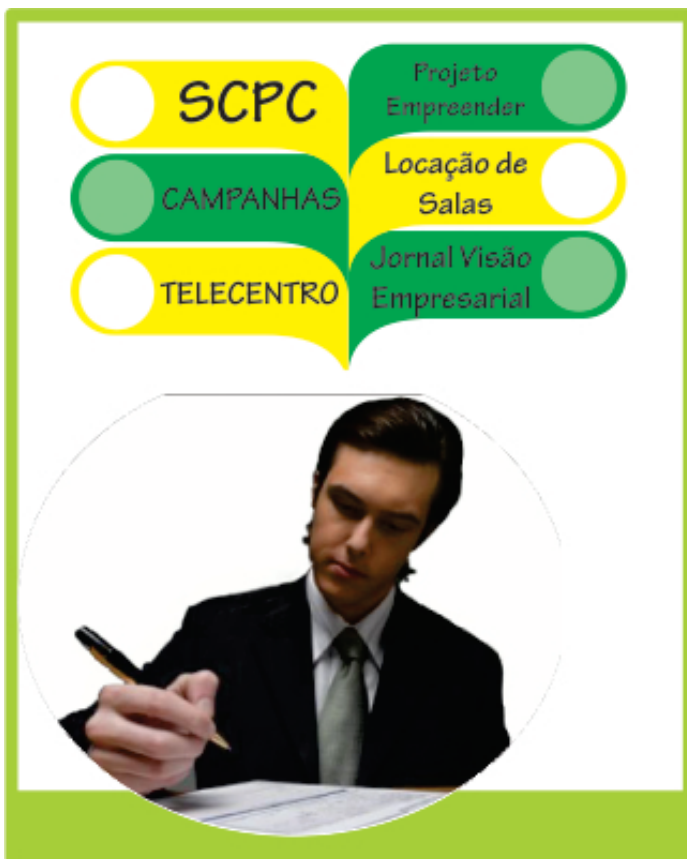 SCPC
CAMPANHAS
TELECENTRO
Projeto
Empreender
Locação de
Salas
Jornal Visão
Empresarial